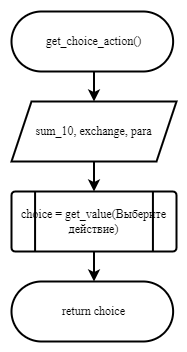 get_choice_action()
sum_10, exchange, para
choice = get_value(Выберите
действие)
return choice